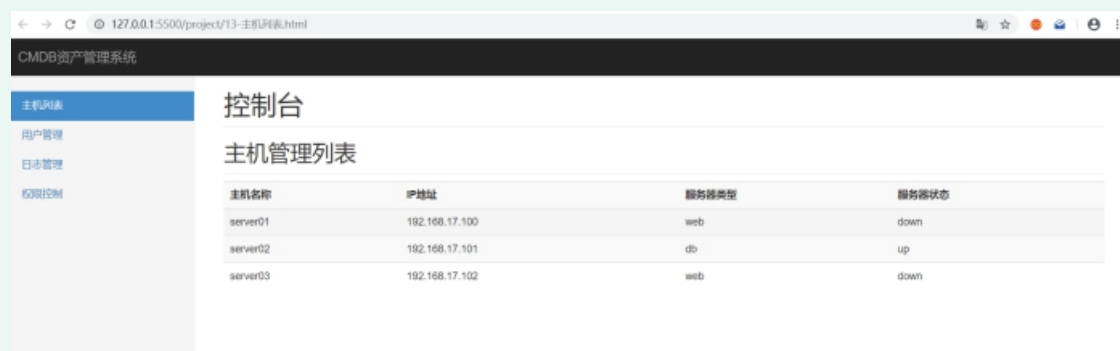 127.0.0.1:5500/project/13-主机列表.html
CMDB资产管理系统
主机列表
用户管理
日志管理
权限控制
控制台
主机管理列表
主机名称 IP地址 服务器类型 服务器状态
server01 192.168.17.100 web down
server02 192.168.17.101 db up
server03 192.168.17.102 web down